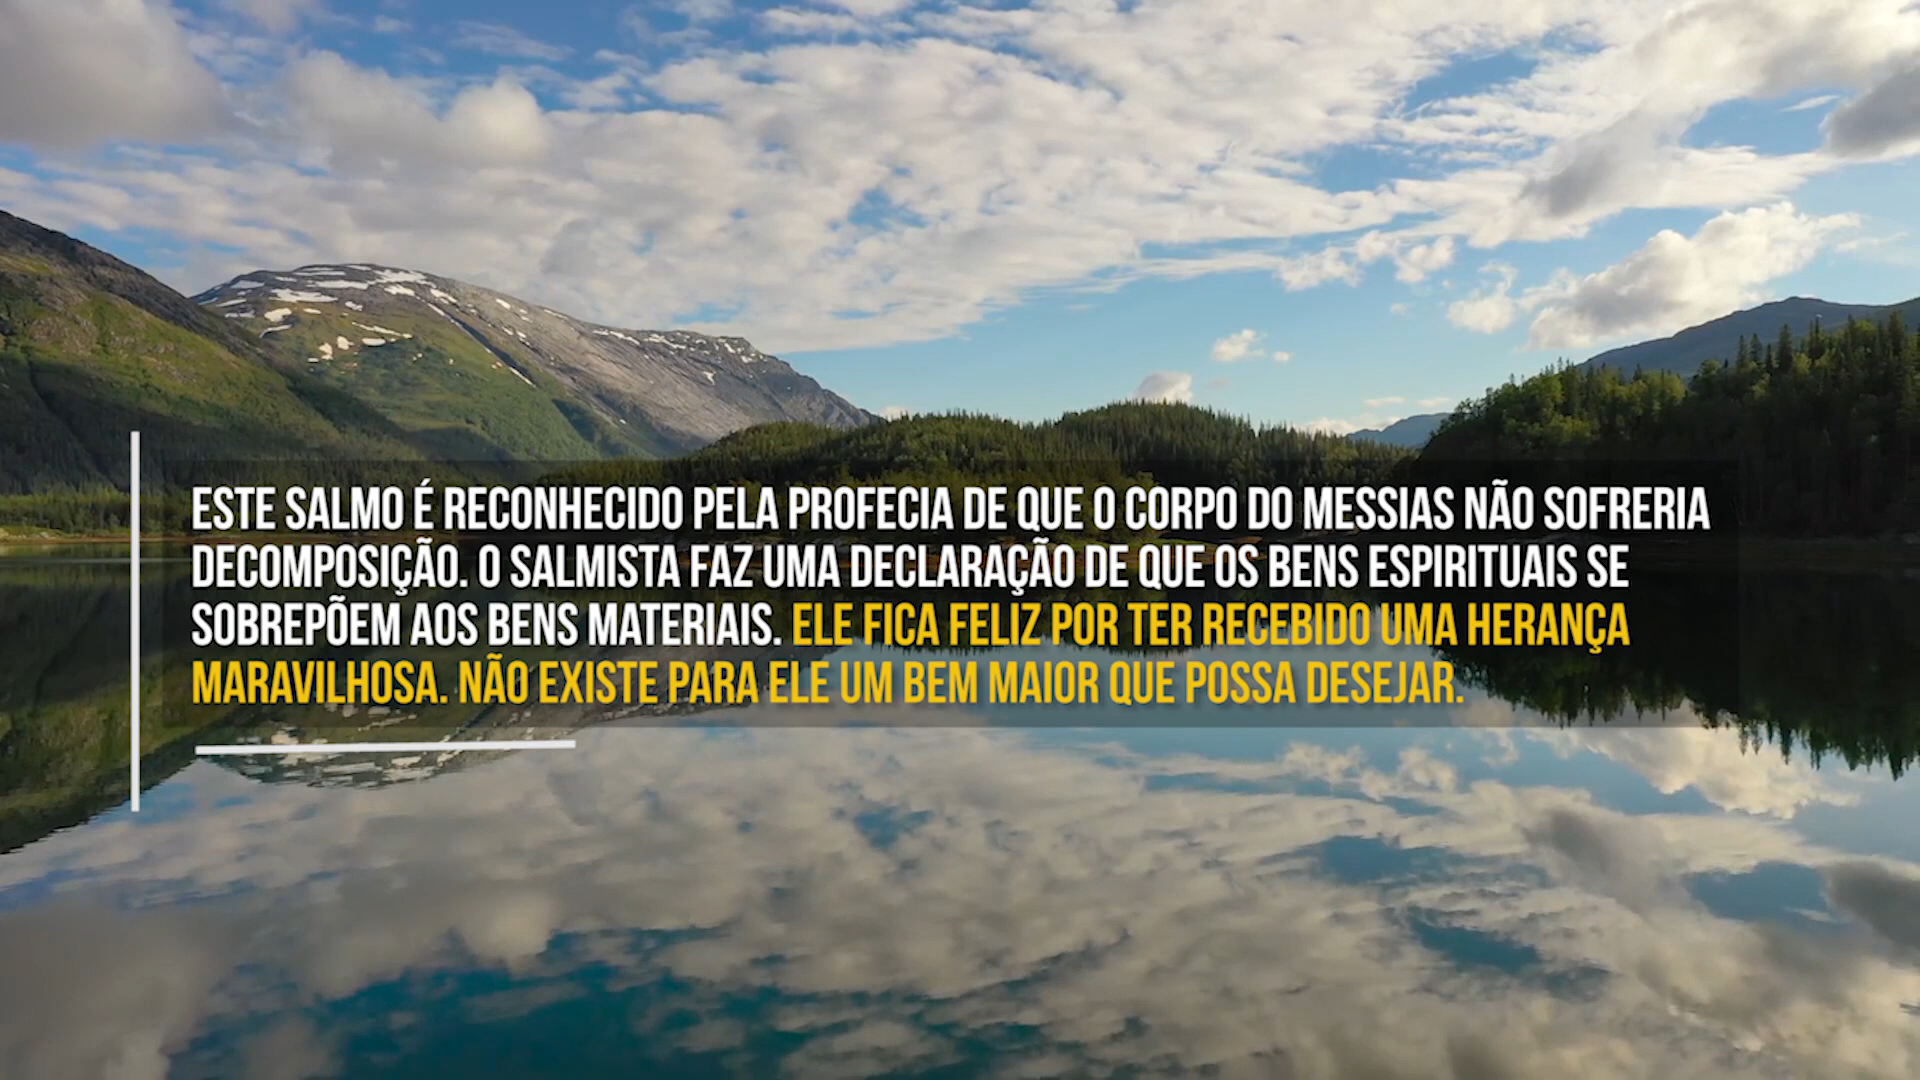 ESTE SALMO É RECONHECIDO PELA PROFECIA DE QUE O CORPO DO MESSIAS NÃO SOFRERIA
DECOMPOSIÇÃO. O SALMISTA FAZ UMA DECLARAÇÃO DE QUE OS BENS ESPIRITUAIS SE
SOBREPÕEM AOS BENS MATERIAIS. ELE FICA FELIZ POR TER RECEBIDO UMA HERANÇA
MARAVILHOSA. NÃO EXISTE PARA ELE UM BEM MAIOR QUE POSSA DESEJAR.